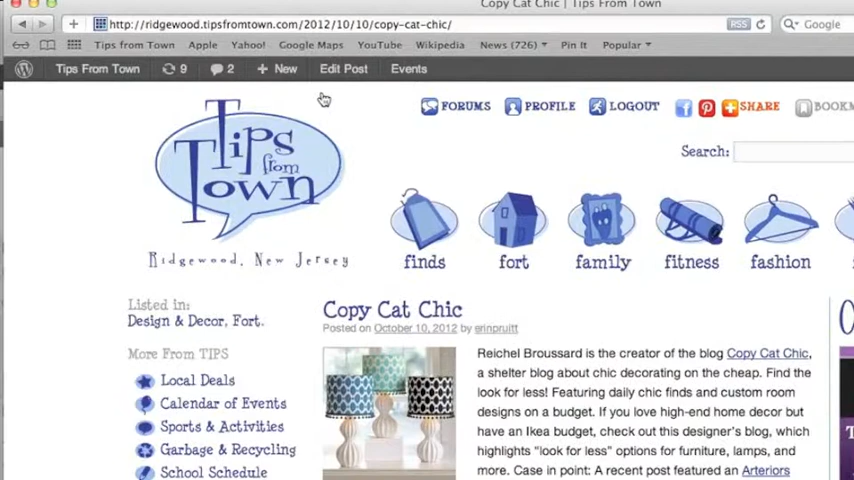 Copy Cat Chic | Tips From Town
http://ridgewood.tipsfromtown.com/2012/10/10/copy-cat-chic/
RSS
Google
Tips from Town Apple Yahoo! Google Maps YouTube Wikipedia News (726) Pin It Popular
Tips From Town 9 2 + New Edit Post Events
FORUMS PROFILE LOGOUT SHARE
Tips from Town
Search:
Ridgewood, New Jersey
finds fort family fitness fashion
Listed in:
Design & Decor, Fort.
More From TIPS
Local Deals
Calendar of Events
Sports & Activities
Garbage & Recycling
School Schedule
Copy Cat Chic
Posted on October 10, 2012 by erinpruitt
Reichel Broussard is the creator of the blog Copy Cat Chic,
a shelter blog about chic decorating on the cheap. Find the
look for less! Featuring daily chic finds and custom room
designs on a budget. If you love high-end home decor but
have an Ikea budget, check out this designer's blog, which
highlights "look for less" options for furniture, lamps, and
more. Case in point: A recent post featured an Arteriors